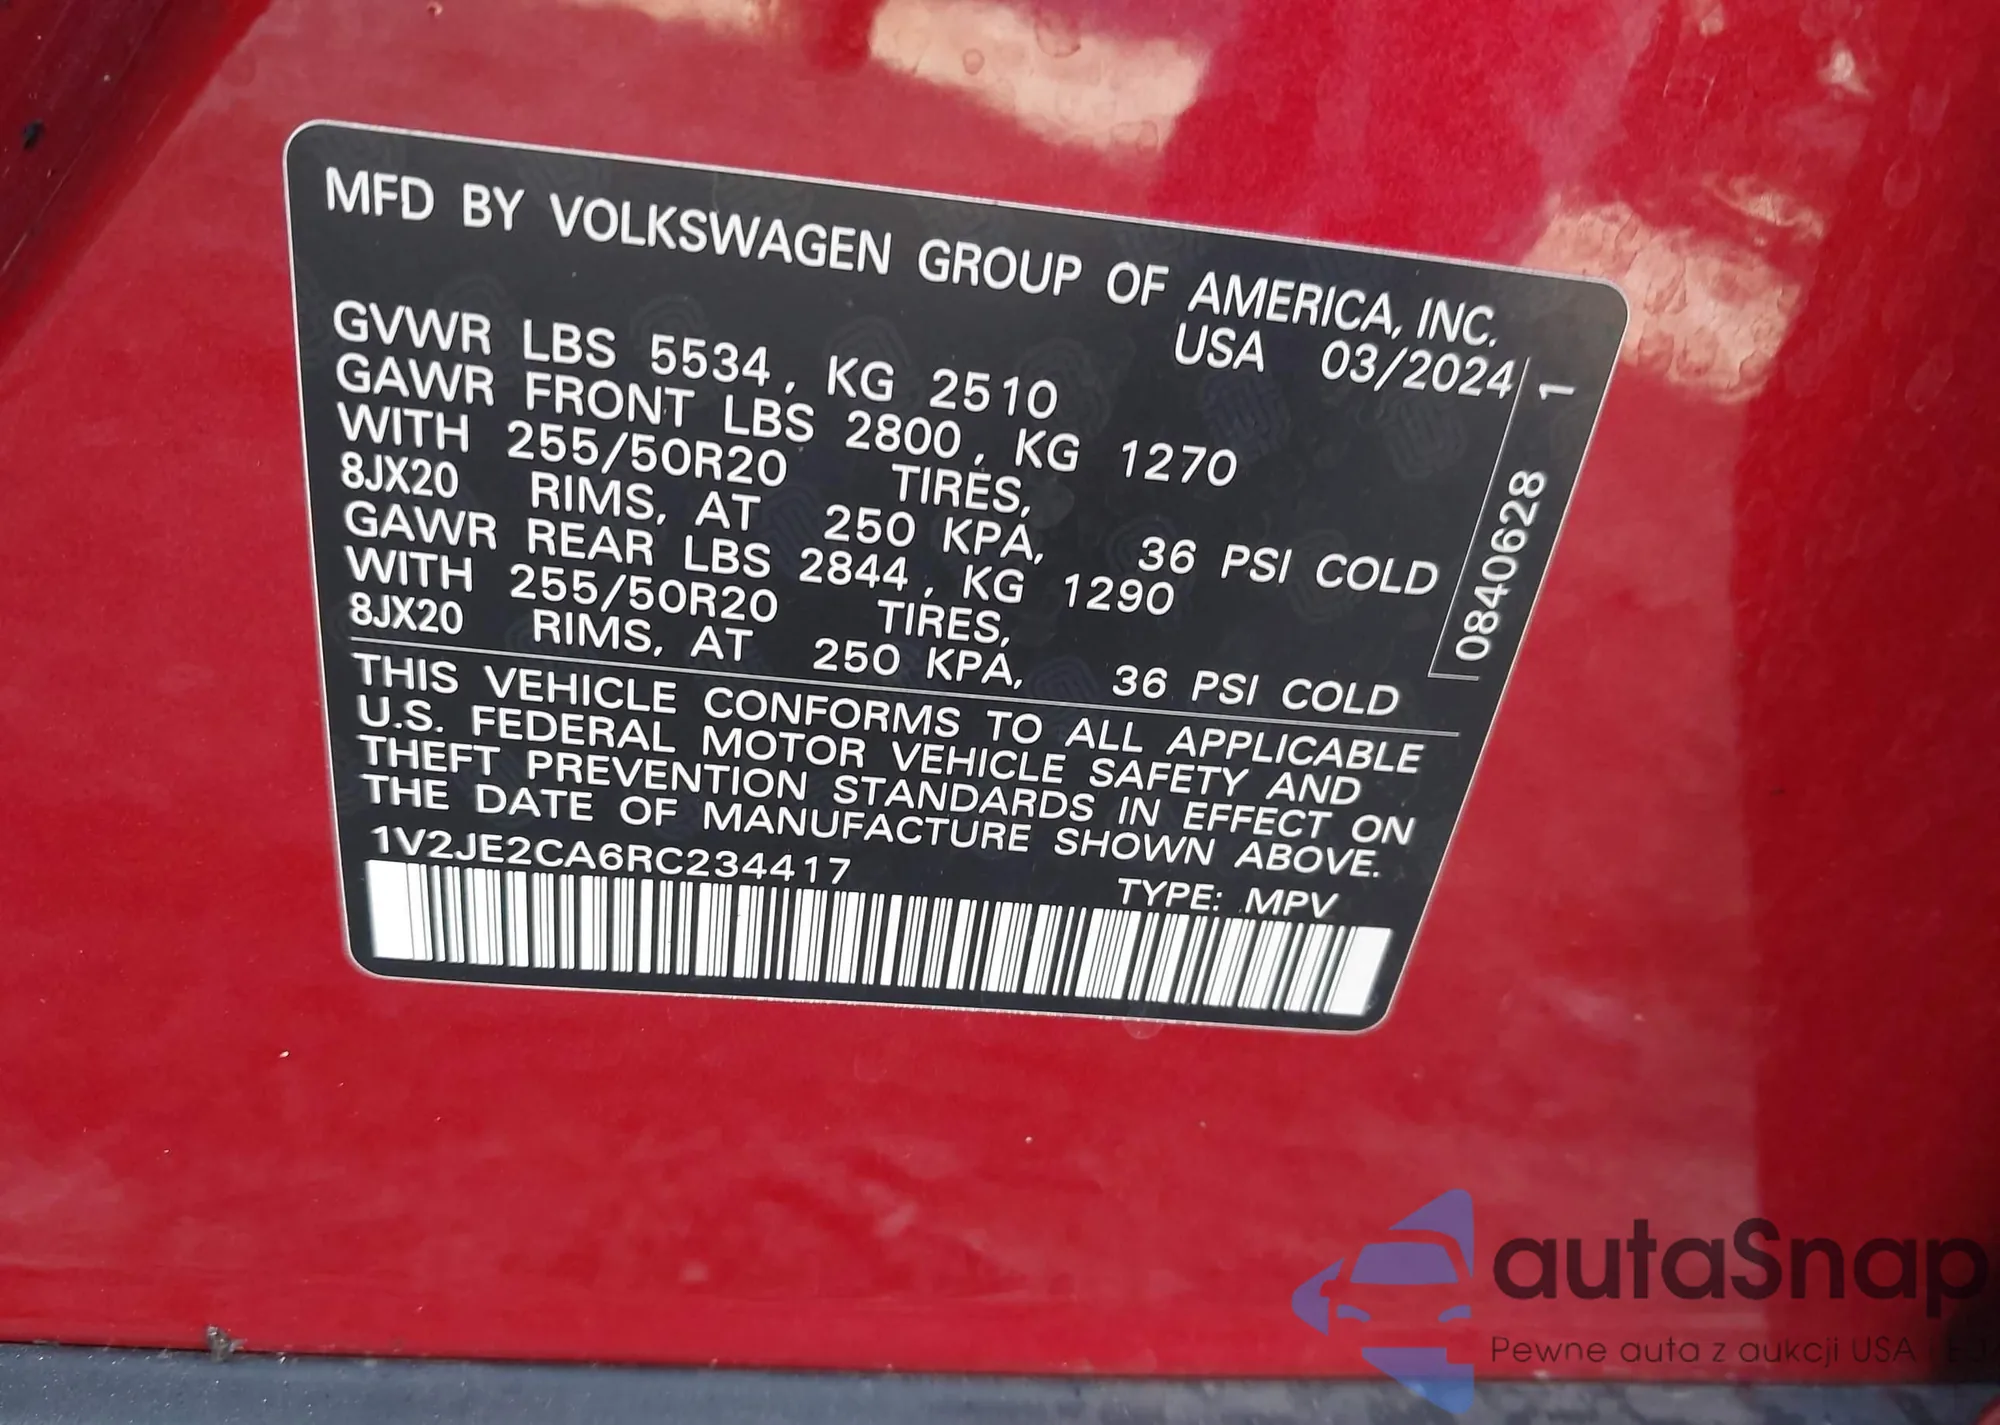 MFD BY VOLKSWAGEN GROUP OF AMERICA, INC.
USA 03/2024
GVWR LBS 5534, KG 2510
GAWR FRONT LBS 2800, KG 1270
WITH 255/50R20 TIRES,
8JX20 RIMS, AT 250 KPA, 36 PSI COLD
GAWR REAR LBS 2844, KG 1290
WITH 255/50R20 TIRES,
8JX20 RIMS, AT 250 KPA, 36 PSI COLD
0840628 1
THIS VEHICLE CONFORMS TO ALL APPLICABLE
U.S. FEDERAL MOTOR VEHICLE SAFETY AND
THEFT PREVENTION STANDARDS IN EFFECT ON
THE DATE OF MANUFACTURE SHOWN ABOVE.
1V2JE2CA6RC234417
TYPE: MPV
autaSnap
Pewne auta z aukcji USA i EU